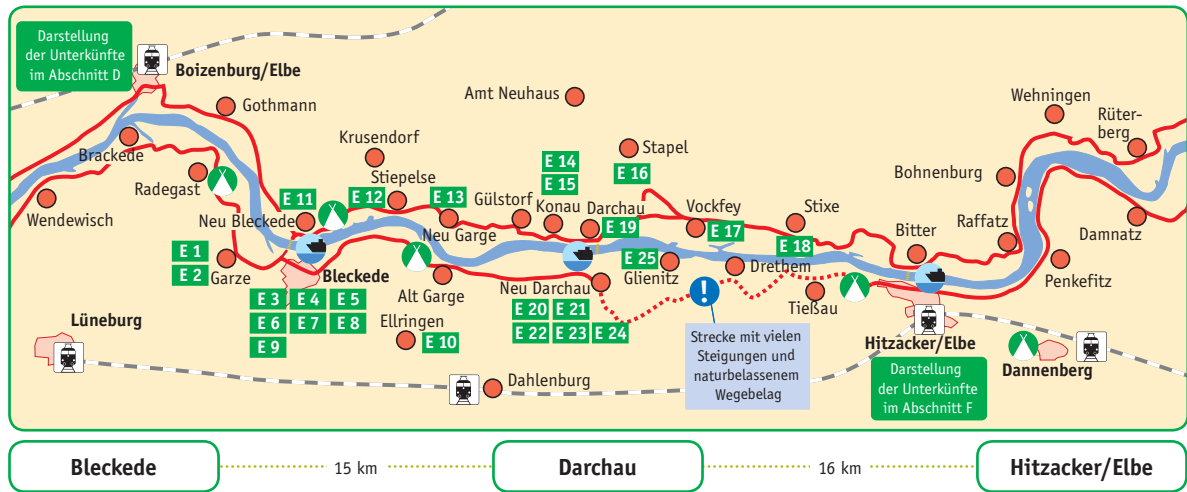 Darstellung
der Unterkünfte
im Abschnitt D
Boizenburg/Elbe
Gothmann
Brackede
Radegast
Wendewisch
Krusendorf
Stiepelse
Amt Neuhaus
Stapel
E 14
E 15
E 16
E 11
E 12
E 13
Neu Bleckede
Neu Garge
Gülstorf
Konau
Darchau
E 19
Vockfey
E 17
Stixe
E 18
Bitter
Wehningen
Rüter-
berg
Bohnenburg
Raffatz
Damnatz
Penkefitz
E 1
E 2
Garze
Bleckede
E 3
E 4
E 5
E 6
E 7
E 8
E 9
Alt Garge
Ellringen
E 10
Neu Darchau
E 20
E 21
E 22
E 23
E 24
E 25
Glienitz
Drethem
Tießau
!
Strecke mit vielen
Steigungen und
naturbelassenem
Wegebelag
Lüneburg
Dahlenburg
Hitzacker/Elbe
Darstellung
der Unterkünfte
im Abschnitt F
Dannenberg
Bleckede
15 km
Darchau
16 km
Hitzacker/Elbe